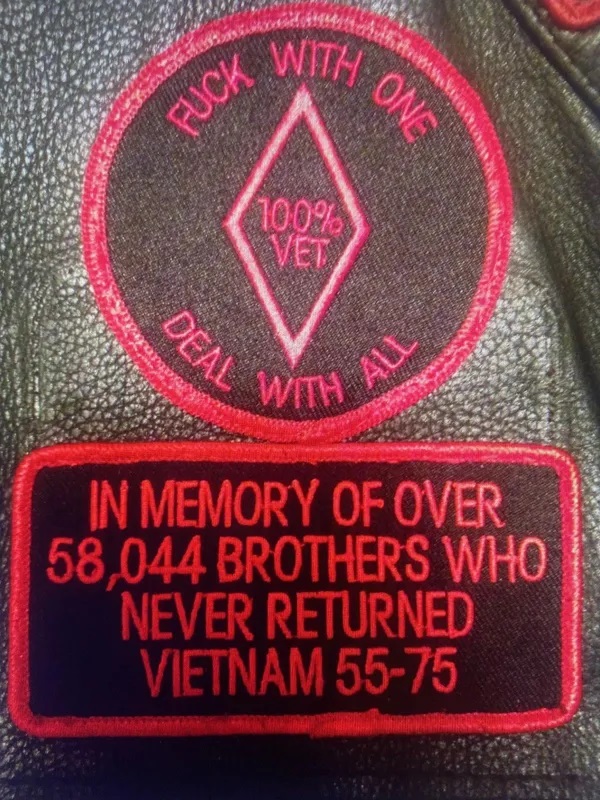 FUCK WITH ONE
100%
VET
DEAL WITH ALL
IN MEMORY OF OVER
58,044 BROTHERS WHO
NEVER RETURNED
VIETNAM 55-75